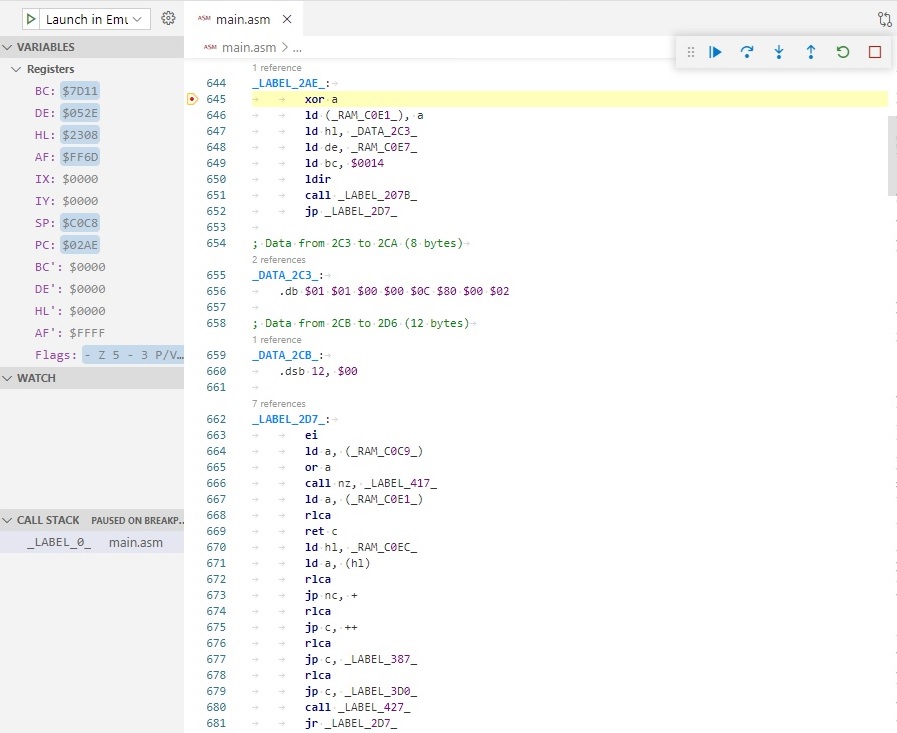 Launch in Emu
ASM main.asm
ASM main.asm > ...
VARIABLES
Registers
BC: $7D11
DE: $052E
HL: $2308
AF: $FF6D
IX: $0000
IY: $0000
SP: $C0C8
PC: $02AE
BC': $0000
DE': $0000
HL': $0000
AF': $FFFF
Flags: - Z 5 - 3 P/V…
WATCH
CALL STACK PAUSED ON BREAKP…
_LABEL_0_ main.asm
1 reference
644 _LABEL_2AE_:
645 xor a
646 ld (_RAM_C0E1_), a
647 ld hl, _DATA_2C3_
648 ld de, _RAM_C0E7_
649 ld bc, $0014
650 ldir
651 call _LABEL_207B_
652 jp _LABEL_2D7_
653
654 ; Data from 2C3 to 2CA (8 bytes)
2 references
655 _DATA_2C3_:
656 .db $01 $01 $00 $00 $0C $80 $00 $02
657
658 ; Data from 2CB to 2D6 (12 bytes)
1 reference
659 _DATA_2CB_:
660 .dsb 12, $00
661
7 references
662 _LABEL_2D7_:
663 ei
664 ld a, (_RAM_C0C9_)
665 or a
666 call nz, _LABEL_417_
667 ld a, (_RAM_C0E1_)
668 rlca
669 ret c
670 ld hl, _RAM_C0EC_
671 ld a, (hl)
672 rlca
673 jp nc, +
674 rlca
675 jp c, ++
676 rlca
677 jp c, _LABEL_387_
678 rlca
679 jp c, _LABEL_3D0_
680 call _LABEL_427_
681 jr _LABEL_2D7_